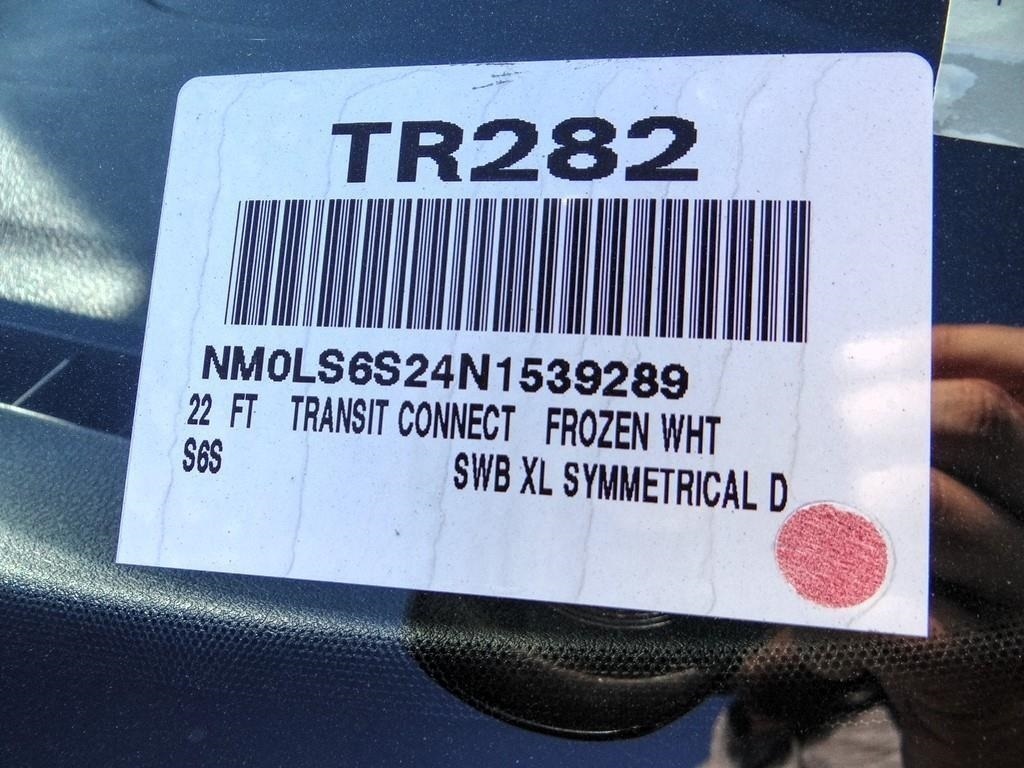 TR282
NM0LS6S24N1539289
22 FT TRANSIT CONNECT FROZEN WHT
S6S SWB XL SYMMETRICAL D